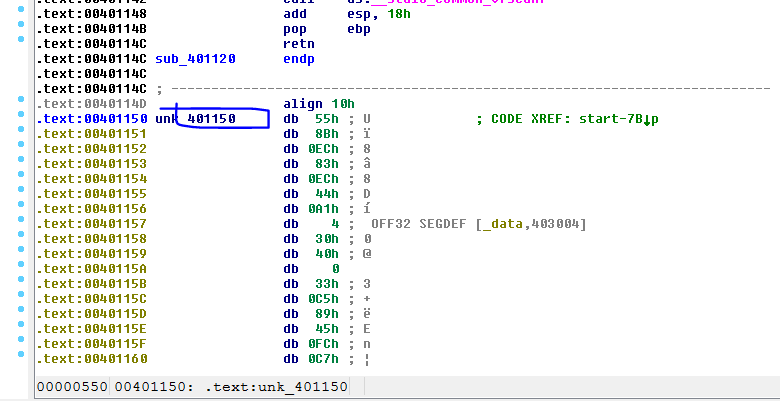 .text:00401148 add esp, 18h
.text:0040114B pop ebp
.text:0040114C retn
.text:0040114C sub_401120 endp
.text:0040114C
.text:0040114C ; ---------------------------------------------------------------------------
.text:0040114D align 10h
.text:00401150 unk_401150 db 55h ; U ; CODE XREF: start-7B↓p
.text:00401151 db 8Bh ; ï
.text:00401152 db 0ECh ; 8
.text:00401153 db 83h ; â
.text:00401154 db 0ECh ; 8
.text:00401155 db 44h ; D
.text:00401156 db 0A1h ; í
.text:00401157 db 4 ; OFF32 SEGDEF [_data,403004]
.text:00401158 db 30h ; 0
.text:00401159 db 40h ; @
.text:0040115A db 0
.text:0040115B db 33h ; 3
.text:0040115C db 0C5h ; +
.text:0040115D db 89h ; ë
.text:0040115E db 45h ; E
.text:0040115F db 0FCh ; n
.text:00401160 db 0C7h ; ¦
00000550 00401150: .text:unk_401150